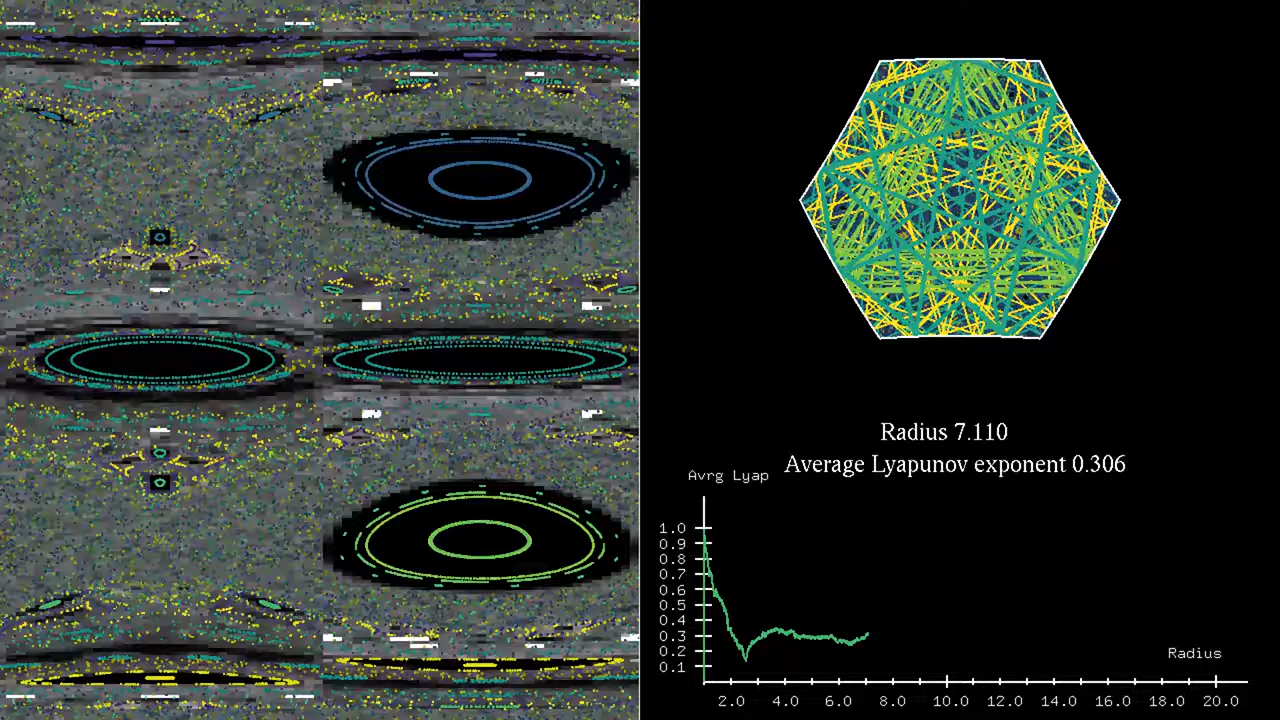 Radius 7.110
Average Lyapunov exponent 0.306
Avrg Lyap
1.0
0.9
0.8
0.7
0.6
0.5
0.4
0.3
0.2
0.1
Radius
2.0 4.0 6.0 8.0 10.0 12.0 14.0 16.0 18.0 20.0